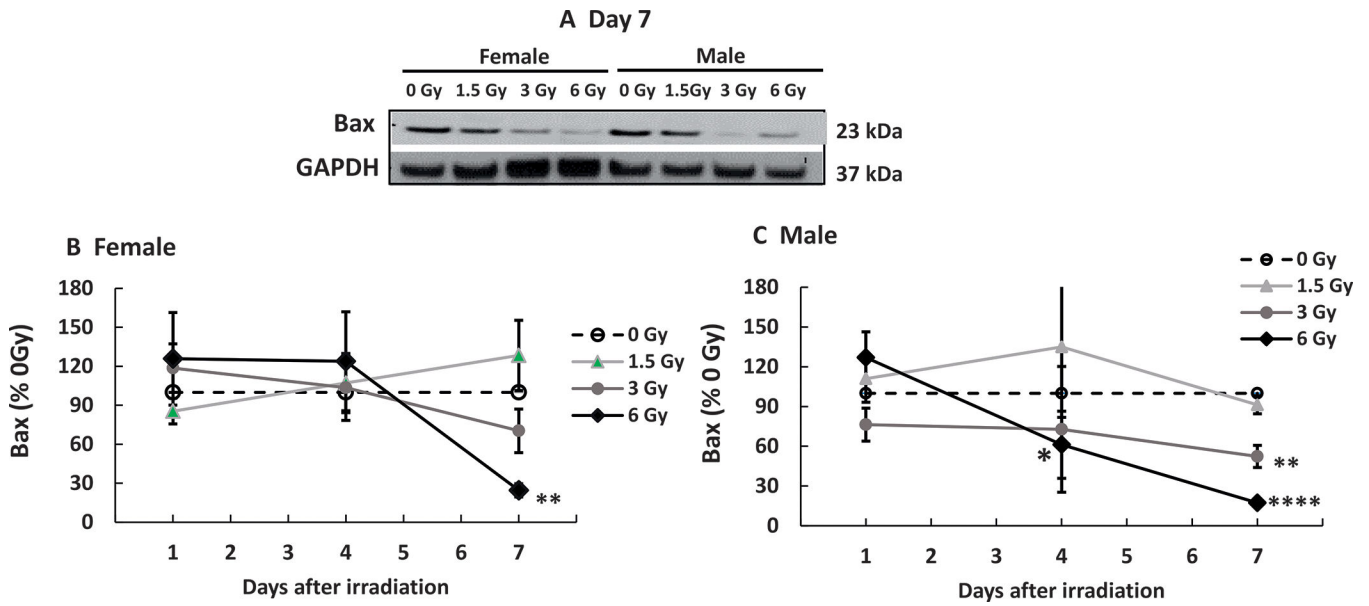 A Day 7
Female Male
0 Gy 1.5 Gy 3 Gy 6 Gy 0 Gy 1.5Gy 3 Gy 6 Gy
Bax 23 kDa
GAPDH 37 kDa
B Female
Bax (% 0Gy)
180
150
120
90
60
30
0
1 2 3 4 5 6 7
Days after irradiation
0 Gy
1.5 Gy
3 Gy
6 Gy
**
C Male
Bax (% 0 Gy)
180
150
120
90
60
30
0
1 2 3 4 5 6 7
Days after irradiation
0 Gy
1.5 Gy
3 Gy
6 Gy
*
**
****